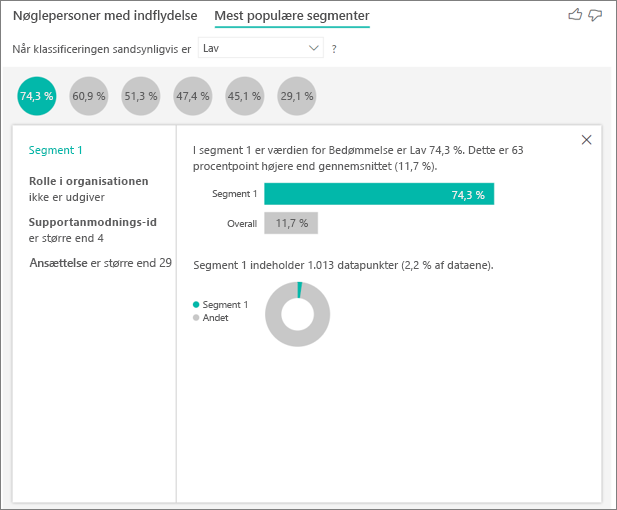 Nøglepersoner med indflydelse Mest populære segmenter
Når klassificeringen sandsynligvis er Lav ?
74,3 % 60,9 % 51,3 % 47,4 % 45,1 % 29,1 %
Segment 1
Rolle i organisationen
ikke er udgiver
Supportanmodnings-id
er større end 4
Ansættelse er større end 29
I segment 1 er værdien for Bedømmelse er Lav 74,3 %. Dette er 63
procentpoint højere end gennemsnittet (11,7 %).
Segment 1 74,3 %
Overall 11,7 %
Segment 1 indeholder 1.013 datapunkter (2,2 % af dataene).
Segment 1
Andet